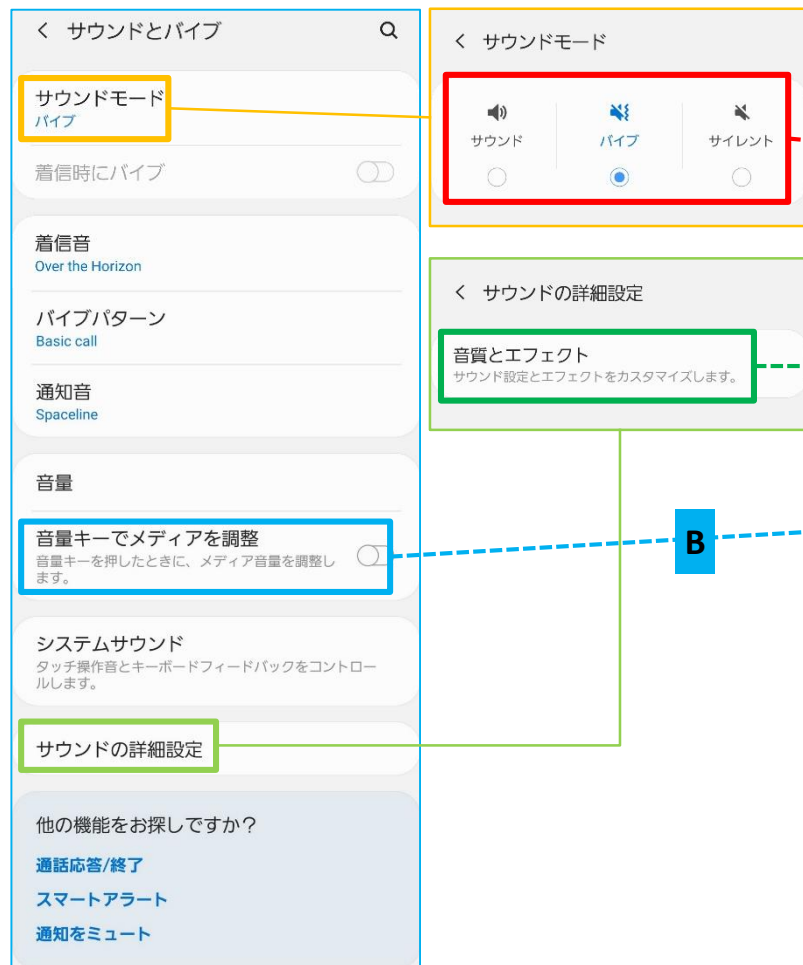 サウンドとバイブ
サウンドモード
バイブ
着信時にバイブ
着信音
Over the Horizon
バイブパターン
Basic call
通知音
Spaceline
音量
音量キーでメディアを調整
音量キーを押したときに、メディア音量を調整し
ます。
システムサウンド
タッチ操作音とキーボードフィードバックをコントロー
ルします。
サウンドの詳細設定
他の機能をお探しですか？
通話応答/終了
スマートアラート
通知をミュート
サウンドモード
サウンド
バイブ
サイレント
サウンドの詳細設定
音質とエフェクト
サウンド設定とエフェクトをカスタマイズします。
B